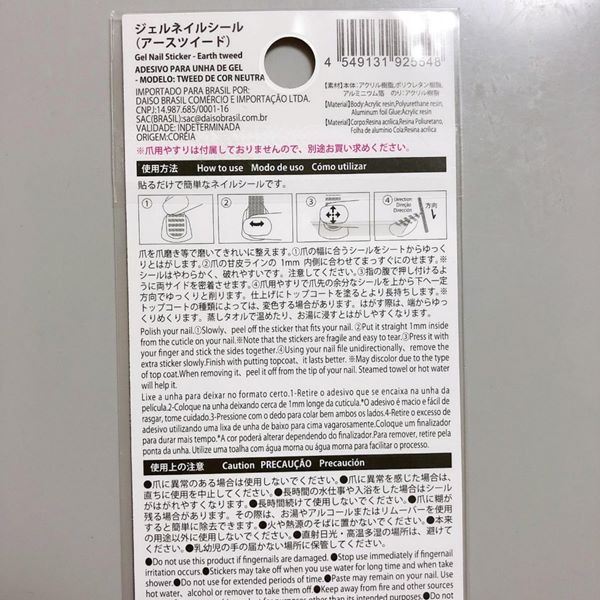 ジェルネイルシール
（アースツイード）
Gel Nail Sticker - Earth tweed
ADESIVO PARA UNHA DE GEL
- MODELO: TWEED DE COR NEUTRA
IMPORTADO PARA BRASIL POR:
DAISO BRASIL COMÉRCIO E IMPORTAÇÃO LTDA.
CNPJ:14.987.685/0001-16
SAC(BRASIL):sac@daisobrasil.com.br
VALIDADE: INDETERMINADA
ORIGEM:CORÉIA
4 549131 925548
【素材】本体：アクリル樹脂,ポリウレタン樹脂,
アルミニウム箔 のり：アクリル樹脂
【Material】Body:Acrylic resin,Polyurethane resin,
Aluminum foil Glue:Acrylic resin
【Material】Corpo:Resina acrílica,Resina Poliuretano,
Folha de alumínio Cola:Resina acrílica
※爪用やすりは付属しておりませんので、別途お買い求めください。
使用方法 How to use Modo de uso Cómo utilizar
貼るだけで簡単なネイルシールです。
① ② ③ ④ Direction
Direção
Dirección
方向
爪を爪磨き等で磨いてきれいに整えます。①爪の幅に合うシールをシートからゆっく
りとはがします。②爪の甘皮ラインの 1mm 内側に合わせてまっすぐにのせます。※
シールはやわらかく、破れやすいです。注意してください。③指の腹で押し付けるよ
うに両サイドを密着させます。④爪用やすりで爪先の余分なシールを上から下へ一定
方向でゆっくりと削ります。仕上げにトップコートを塗るとより長持ちします。※
トップコートの種類によっては、変色する場合があります。はがす際は、端からゆっ
くりめくります。蒸しタオルで温めたり、お湯に浸すとはがしやすくなります。
Polish your nail.①Slowly, peel off the sticker that fits your nail. ②Put it straight 1mm inside
from the cuticle on your nail.※Note that the stickers are fragile and easy to tear.③Press it with
your finger and stick the sides together.④Using your nail file unidirectionally, remove the
extra sticker slowly.Finish with putting topcoat, it lasts better. ※May discolor due to the type
of top coat.When removing it, peel it off from the tip of your nail. Steamed towel or hot water
will help it.
Lixe a unha para deixar no formato certo.1-Retire o adesivo que se encaixa na unha da
película.2-Coloque na unha deixando cerca de 1mm longe da cutícula.*O adesivo é macio e fácil de
rasgar, tome cuidado.3-Pressione com o dedo para colar bem ambos os lados.4-Retire o excesso de
adesivo utilizando uma lixa de unha de baixo para cima vagarosamente.Coloque um finalizador
para durar mais tempo.*A cor poderá alterar dependendo do finalizador.Para remover, retire pela
ponta da unha. Utilize uma toalha ou água morna para facilitar o processo.
使用上の注意 Caution PRECAUÇÃO Precaución
●爪に異常のある場合は使用しないでください。●爪に異常を感じた場合は、
直ちに使用を中止してください。●長時間の水仕事や入浴をした場合はシール
がはがれやすくなります。●長時間続けて使用しないでください。●爪に糊が
残る場合があります。その際は、お湯やアルコールまたはリムーバーを使用
すると簡単に除去できます。●火や熱源のそばに置かないでください。●本来
の用途以外に使用しないでください。●直射日光・高温多湿の場所は、避けてく
ださい。●乳幼児の手の届かない場所に保管してください。
●Do not use this product if fingernails are damaged. ●Stop use immediately if fingernail
irritation occurs.●Stickers may take off when you use water for long time and when take
shower.●Do not use for extended periods of time.●Paste may remain on your nail. Use
hot water, alcohol or remover to take them off. ●Do not keep away from fire or heat